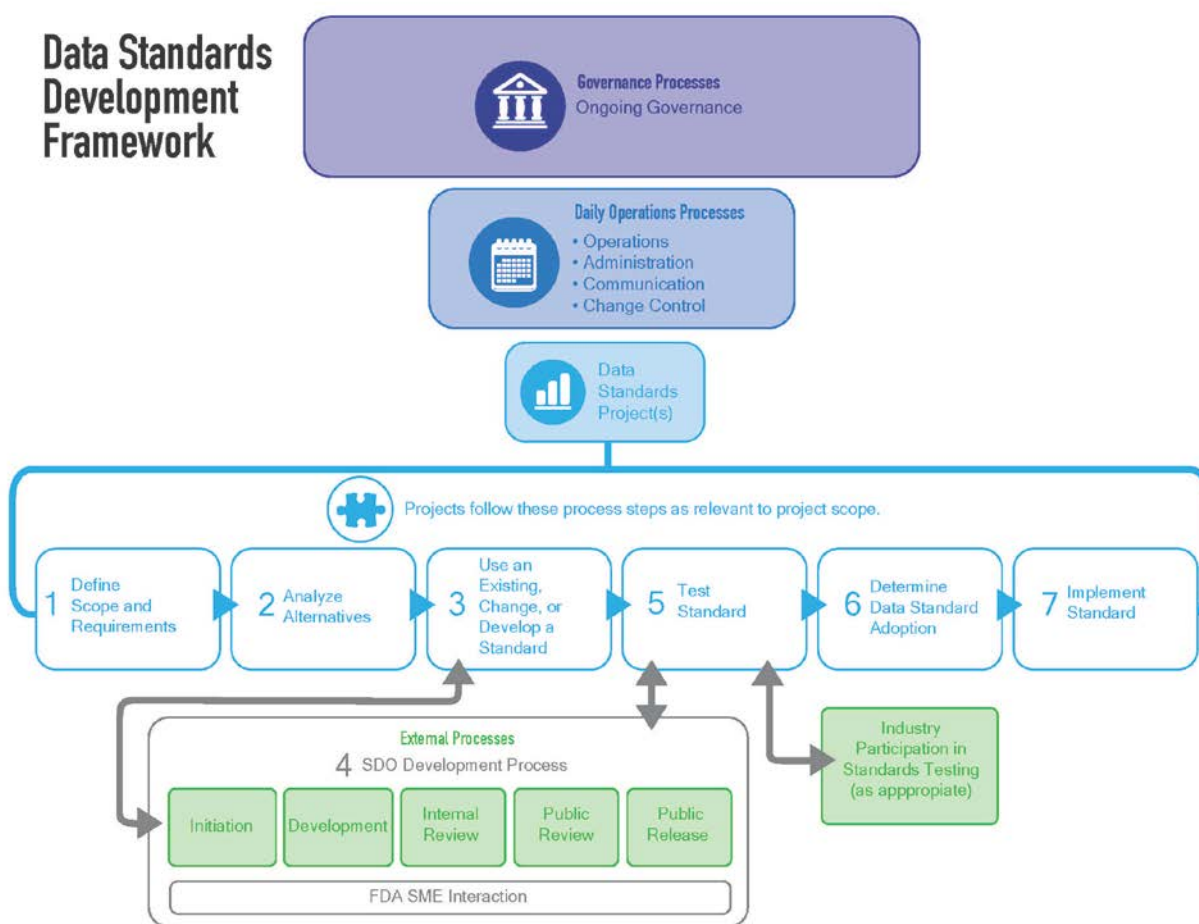 Data Standards
Development
Framework
Governance Processes
Ongoing Governance
Daily Operations Processes
• Operations
• Administration
• Communication
• Change Control
Data
Standards
Project(s)
Projects follow these process steps as relevant to project scope.
1 Define
Scope and
Requirements
2 Analyze
Alternatives
3 Use an
Existing,
Change, or
Develop a
Standard
5 Test
Standard
6 Determine
Data Standard
Adoption
7 Implement
Standard
External Processes
4 SDO Development Process
Initiation
Development
Internal
Review
Public
Review
Public
Release
FDA SME Interaction
Industry
Participation in
Standards Testing
(as apppropiate)